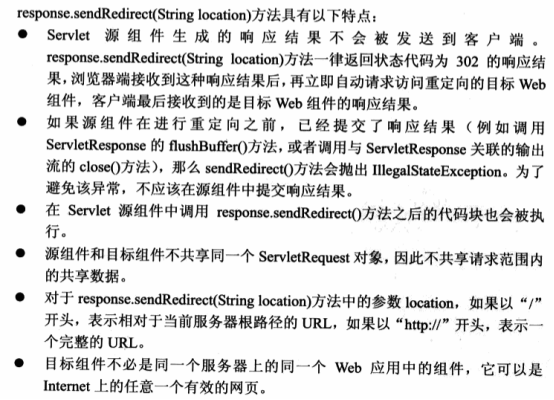 response.sendRedirect(String location)方法具有以下特点：
● Servlet 源组件生成的响应结果不会被发送到客户端。
response.sendRedirect(String location)方法一律返回状态代码为 302 的响应结
果，浏览器端接收到这种响应结果后，再立即自动请求访问重定向的目标 Web
组件，客户端最后接收到的是目标 Web 组件的响应结果。
● 如果源组件在进行重定向之前，已经提交了响应结果（例如调用
ServletResponse 的 flushBuffer()方法，或者调用与 ServletResponse 关联的输出
流的 close()方法），那么 sendRedirect()方法会抛出 IllegalStateException。为了
避免该异常，不应该在源组件中提交响应结果。
● 在 Servlet 源组件中调用 response.sendRedirect()方法之后的代码块也会被执
行。
● 源组件和目标组件不共享同一个 ServletRequest 对象，因此不共享请求范围内
的共享数据。
● 对于 response.sendRedirect(String location)方法中的参数 location，如果以“/”
开头，表示相对于当前服务器根路径的 URL，如果以“http://”开头，表示一
个完整的 URL。
● 目标组件不必是同一个服务器上的同一个 Web 应用中的组件，它可以是
Internet 上的任意一个有效的网页。